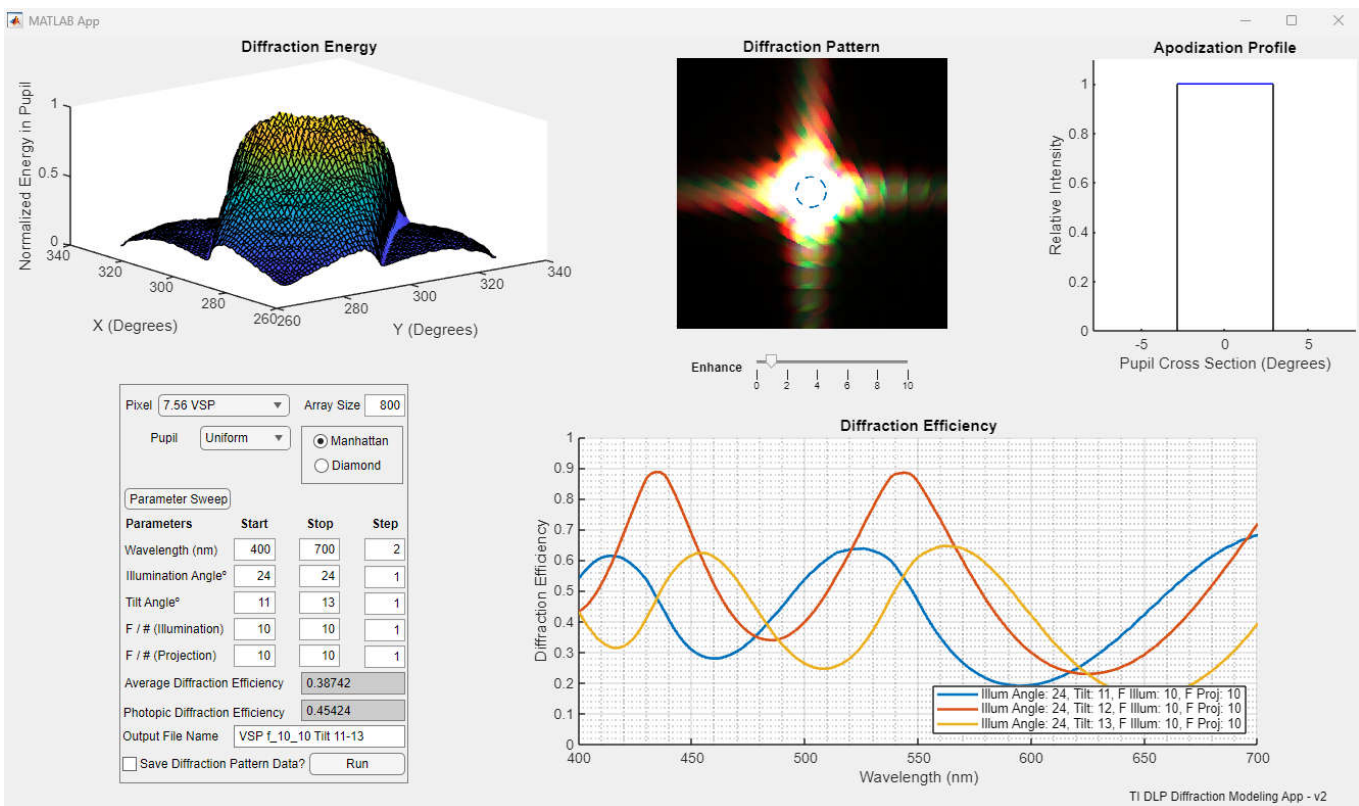 MATLAB App
Diffraction Energy
Normalized Energy in Pupil
1
0.5
0
340
320
300
280
260
X (Degrees)
260
280
300
320
340
Y (Degrees)
Diffraction Pattern
Enhance
0 2 4 6 8 10
Apodization Profile
Relative Intensity
1
0.8
0.6
0.4
0.2
0
-5 0 5
Pupil Cross Section (Degrees)
Pixel 7.56 VSP Array Size 800
Pupil Uniform Manhattan
Diamond
Parameter Sweep
Parameters Start Stop Step
Wavelength (nm) 400 700 2
Illumination Angleº 24 24 1
Tilt Angleº 11 13 1
F / # (Illumination) 10 10 1
F / # (Projection) 10 10 1
Average Diffraction Efficiency 0.38742
Photopic Diffraction Efficiency 0.45424
Output File Name VSP f_10_10 Tilt 11-13
Save Diffraction Pattern Data? Run
Diffraction Efficiency
Diffraction Efficiency
1
0.9
0.8
0.7
0.6
0.5
0.4
0.3
0.2
0.1
0
Illum Angle: 24, Tilt: 11, F Illum: 10, F Proj: 10
Illum Angle: 24, Tilt: 12, F Illum: 10, F Proj: 10
Illum Angle: 24, Tilt: 13, F Illum: 10, F Proj: 10
400 450 500 550 600 650 700
Wavelength (nm)
TI DLP Diffraction Modeling App - v2